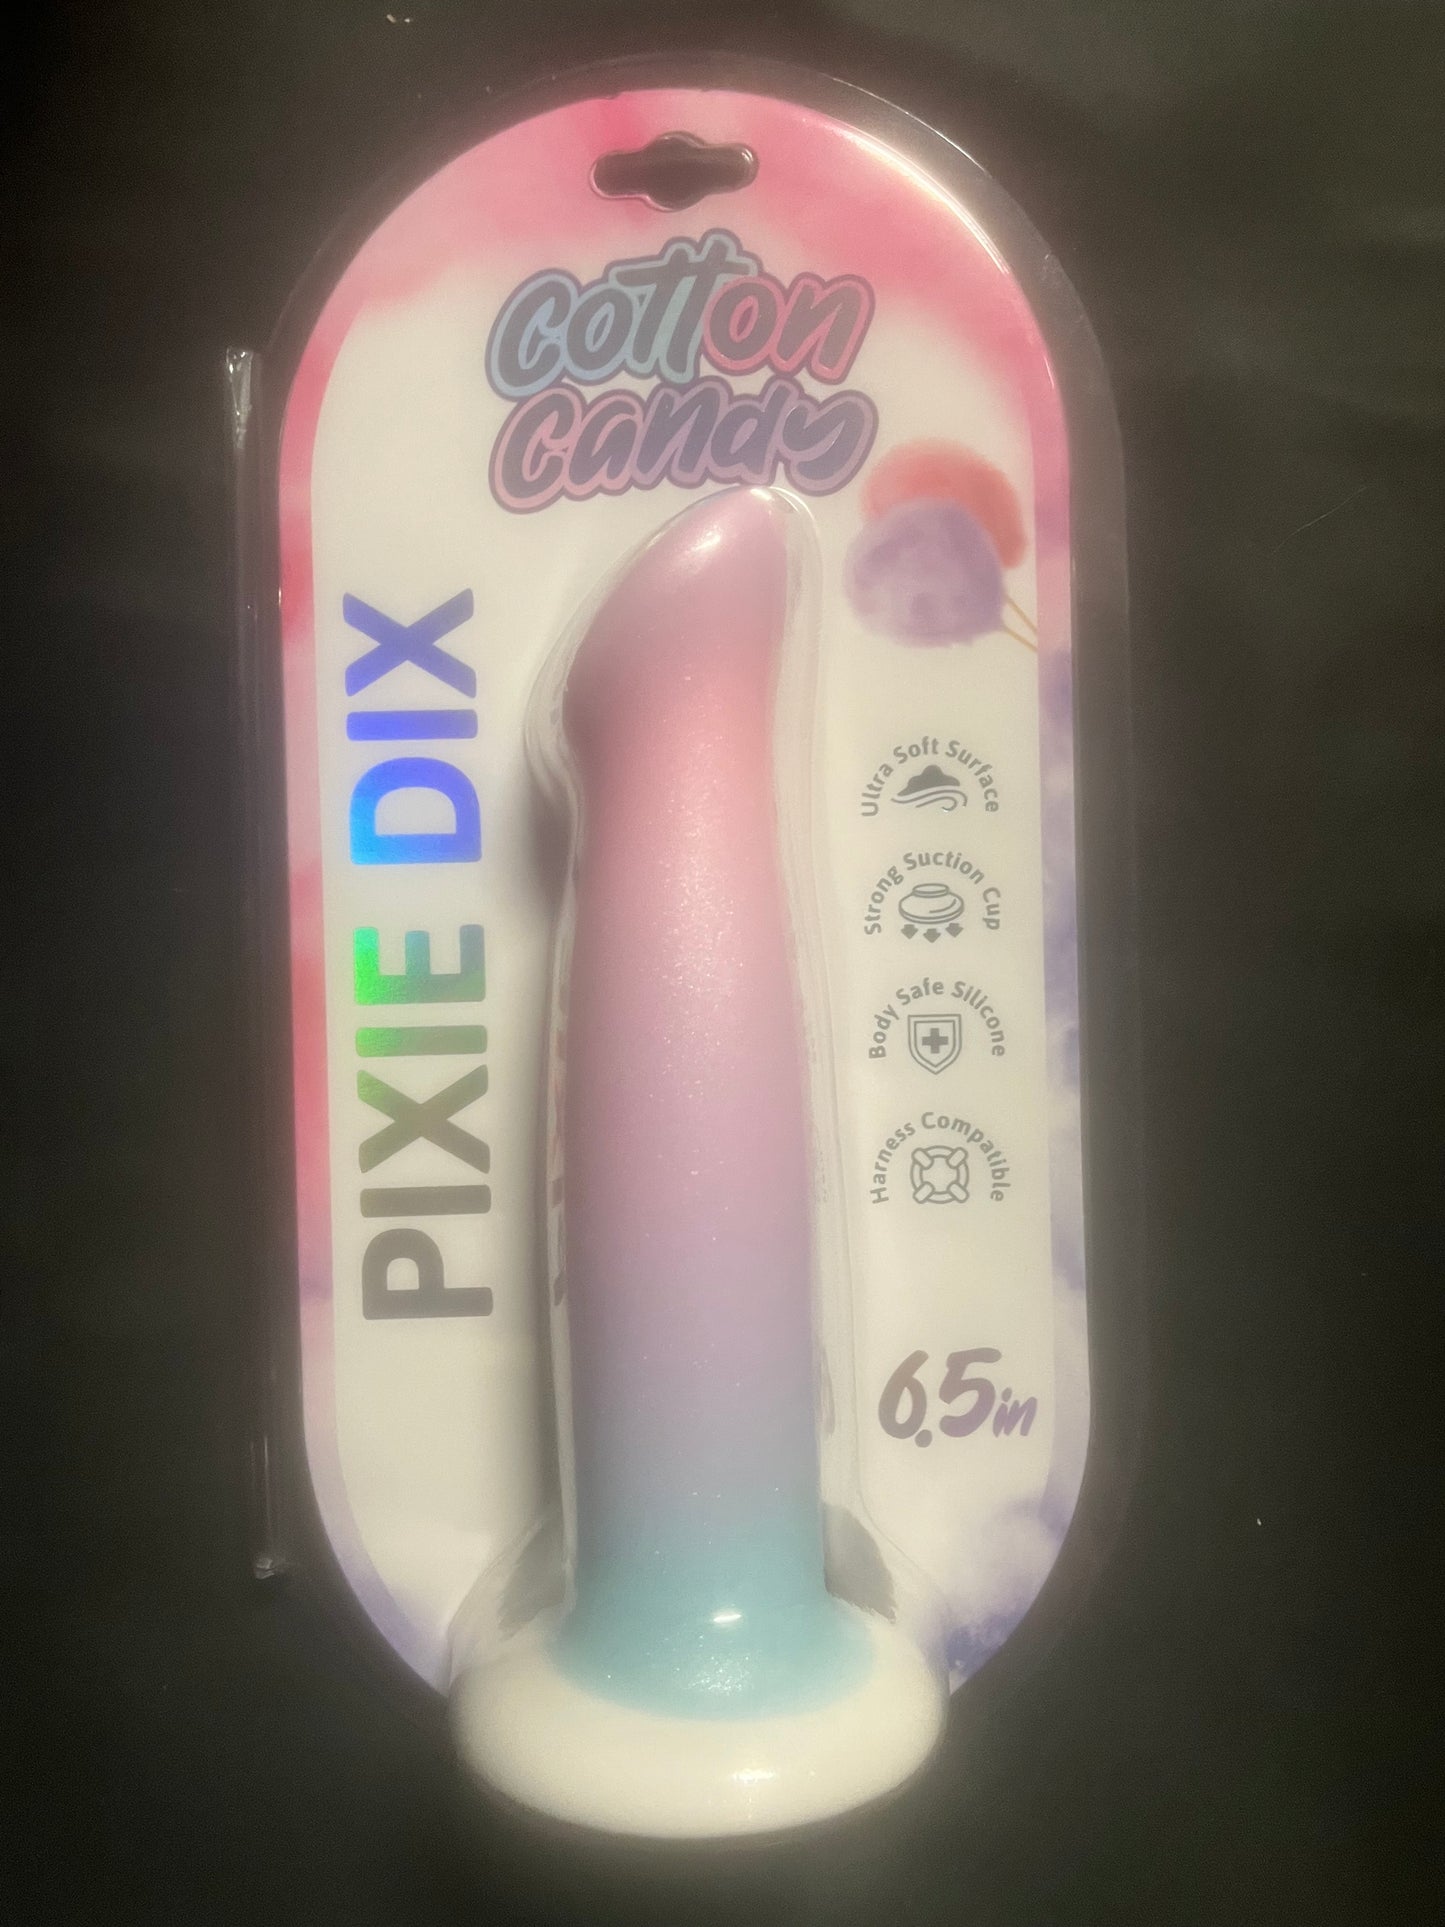 Cotton
Candy
PIXIE DIX
Ultra Soft Surface
Strong Suction Cup
Body Safe Silicone
Harness Compatible
6.5in